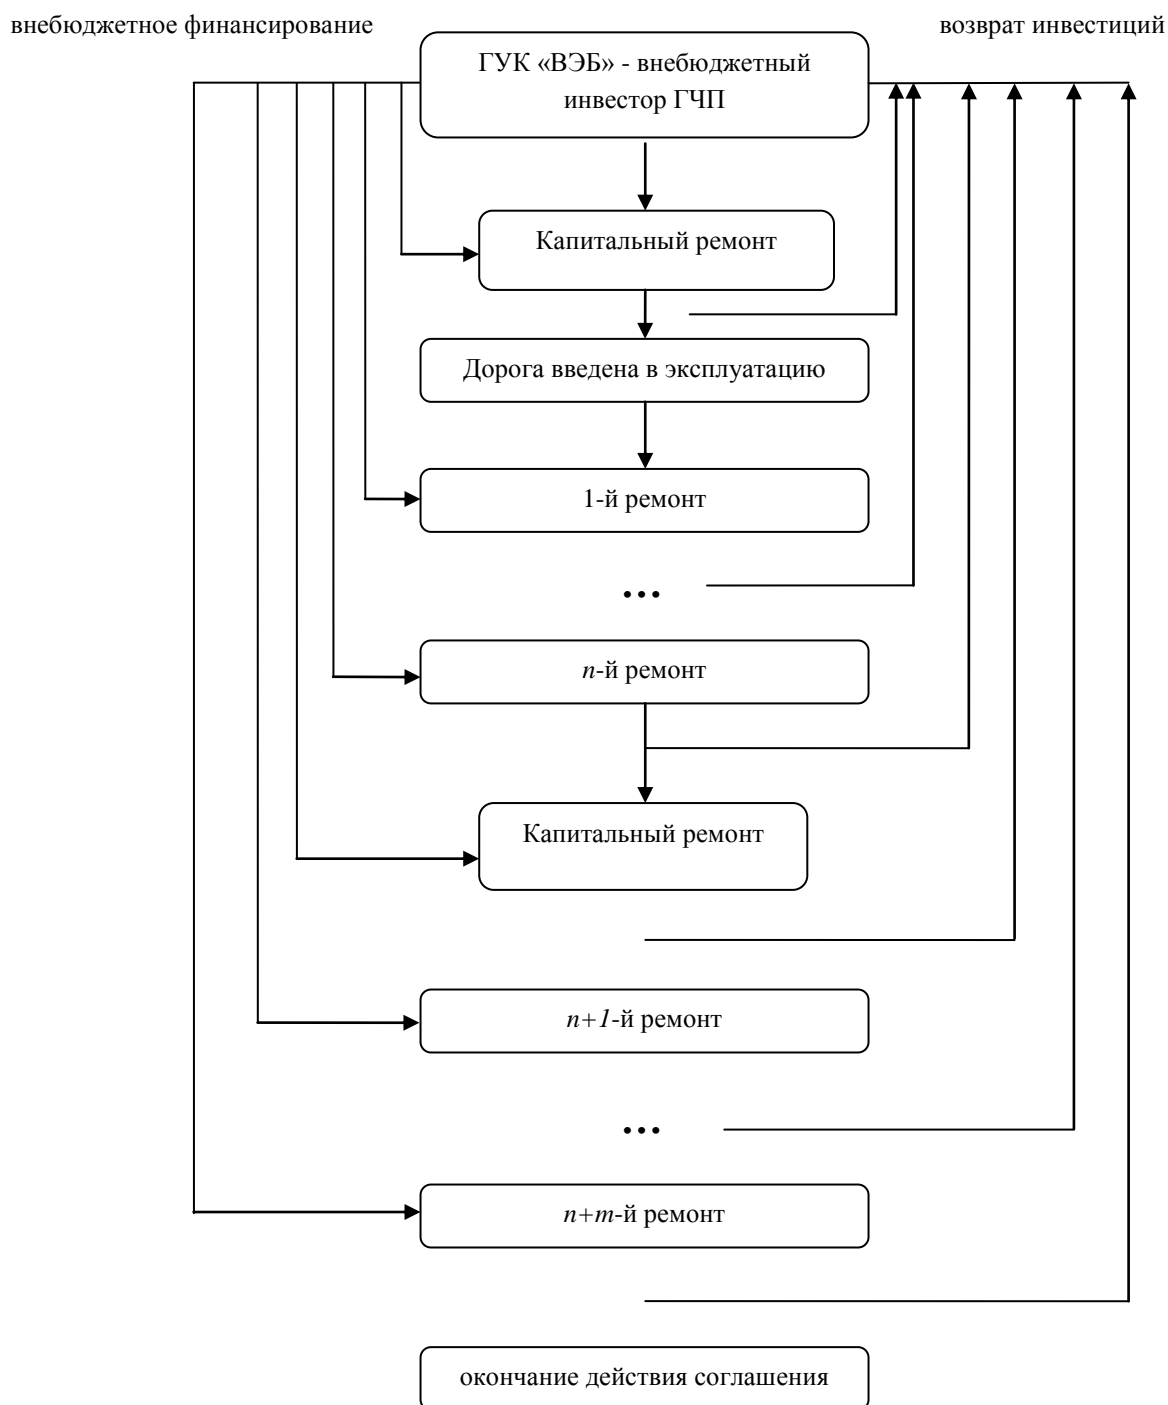 внебюджетное финансирование
возврат инвестиций
ГУК «ВЭБ» - внебюджетный
инвестор ГЧП
Капитальный ремонт
Дорога введена в эксплуатацию
1-й ремонт
...
n-й ремонт
Капитальный ремонт
n+1-й ремонт
...
n+m-й ремонт
окончание действия соглашения